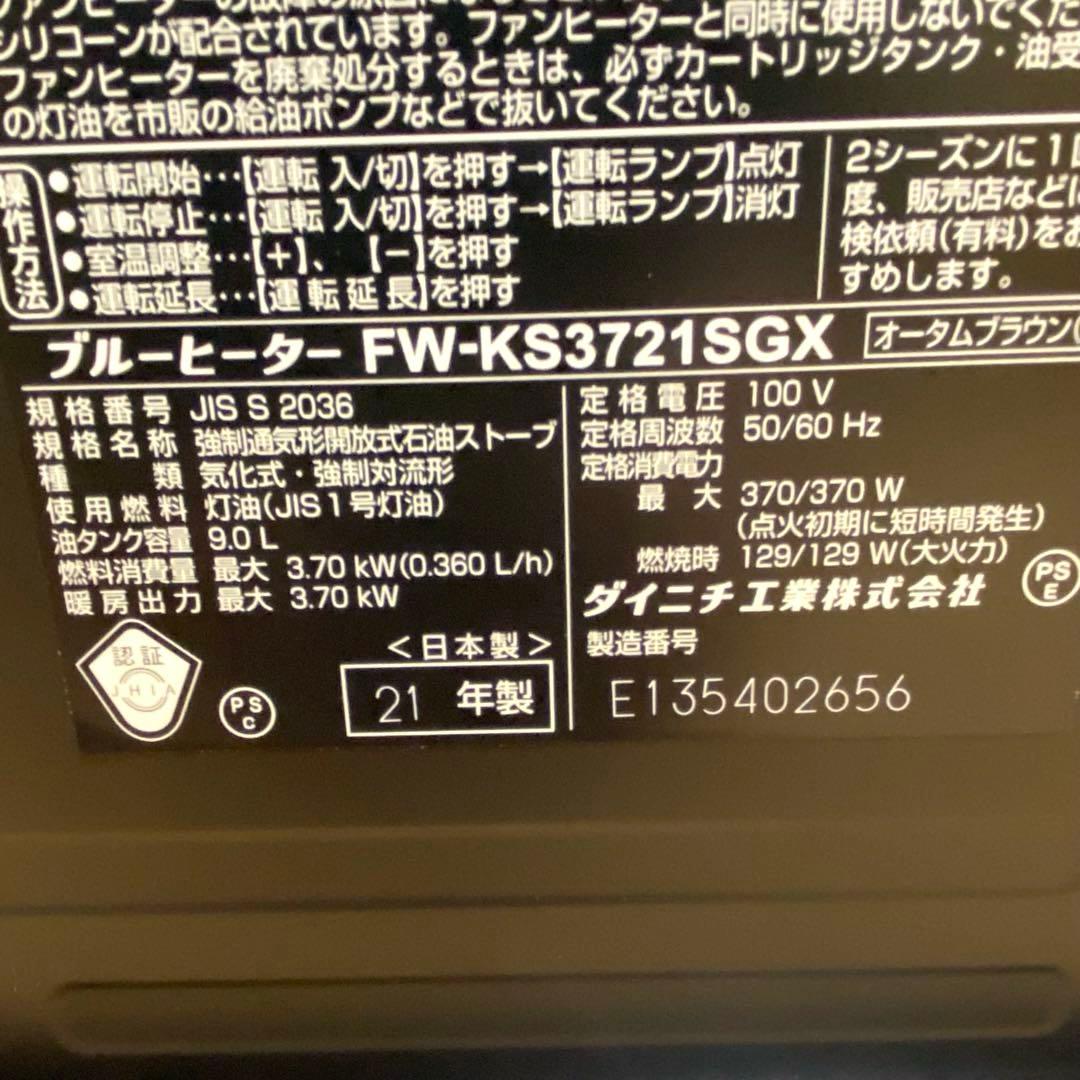 シリコーンが配合されています。ファンヒーターと同時に使用しないでくだ
ファンヒーターを廃棄処分するときは、必ずカートリッジタンク・油受
の灯油を市販の給油ポンプなどで抜いてください。
操作方法
●運転開始…【運転 入/切】を押す→【運転ランプ】点灯
●運転停止…【運転 入/切】を押す→【運転ランプ】消灯
●室温調整…【+】、【-】を押す
●運転延長…【運転延長】を押す
2シーズンに1回
度、販売店などに
検依頼(有料)をお
すめします。
ブルーヒーター FW-KS3721SGX オータムブラウン(
規格番号 JIS S 2036
規格名称 強制通気形開放式石油ストーブ
種類 気化式・強制対流形
使用燃料 灯油(JIS1号灯油)
油タンク容量 9.0 L
燃料消費量 最大 3.70 kW(0.360 L/h)
暖房出力 最大 3.70 kW
認証
JHIA
PS
C
<日本製>
21 年製
定格電圧 100 V
定格周波数 50/60 Hz
定格消費電力
最大 370/370 W
(点火初期に短時間発生)
燃焼時 129/129 W(大火力)
ダイニチ工業株式会社
PS
E
製造番号
E135402656